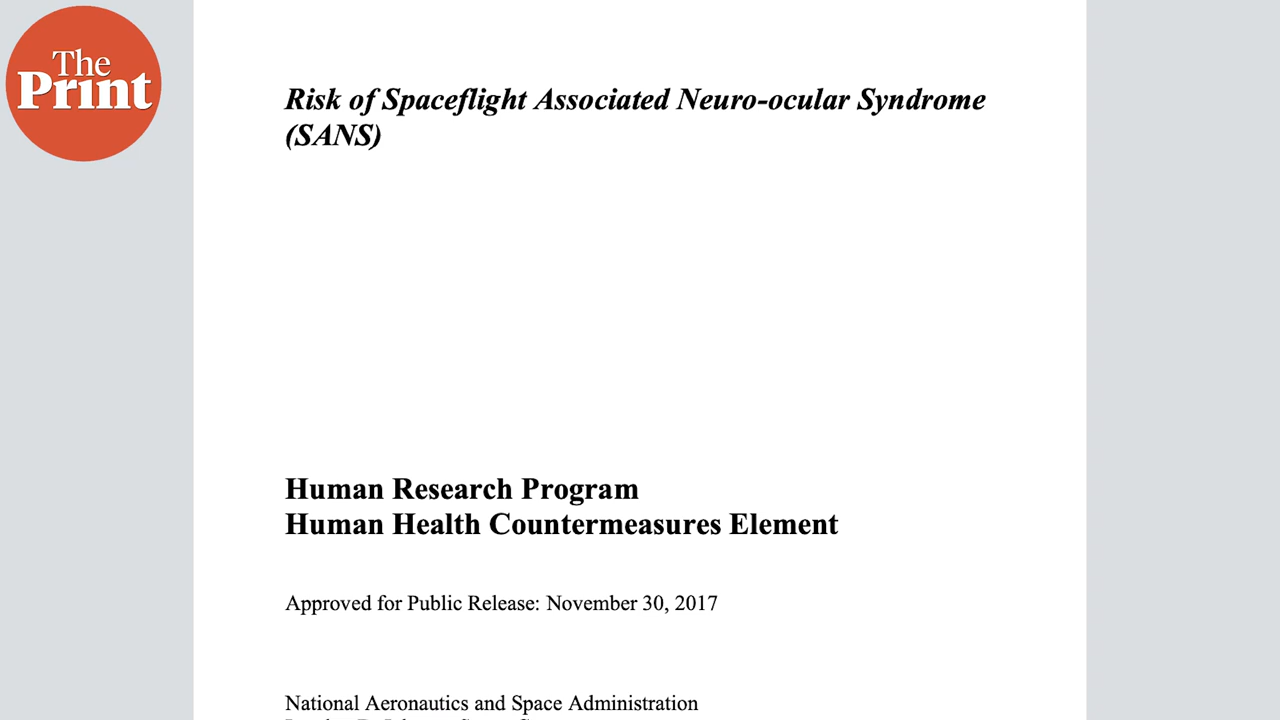 The
Print
Risk of Spaceflight Associated Neuro-ocular Syndrome
(SANS)
Human Research Program
Human Health Countermeasures Element
Approved for Public Release: November 30, 2017
National Aeronautics and Space Administration